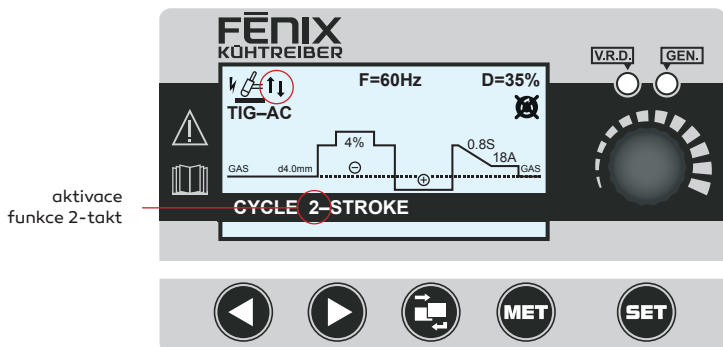 FĒNIX
KÜHTREIBER
V.R.D.
GEN.
F=60Hz
D=35%
TIG–AC
4%
0.8S
18A
GAS
d4.0mm
GAS
aktivace
funkce 2-takt
CYCLE 2–STROKE
MET
SET